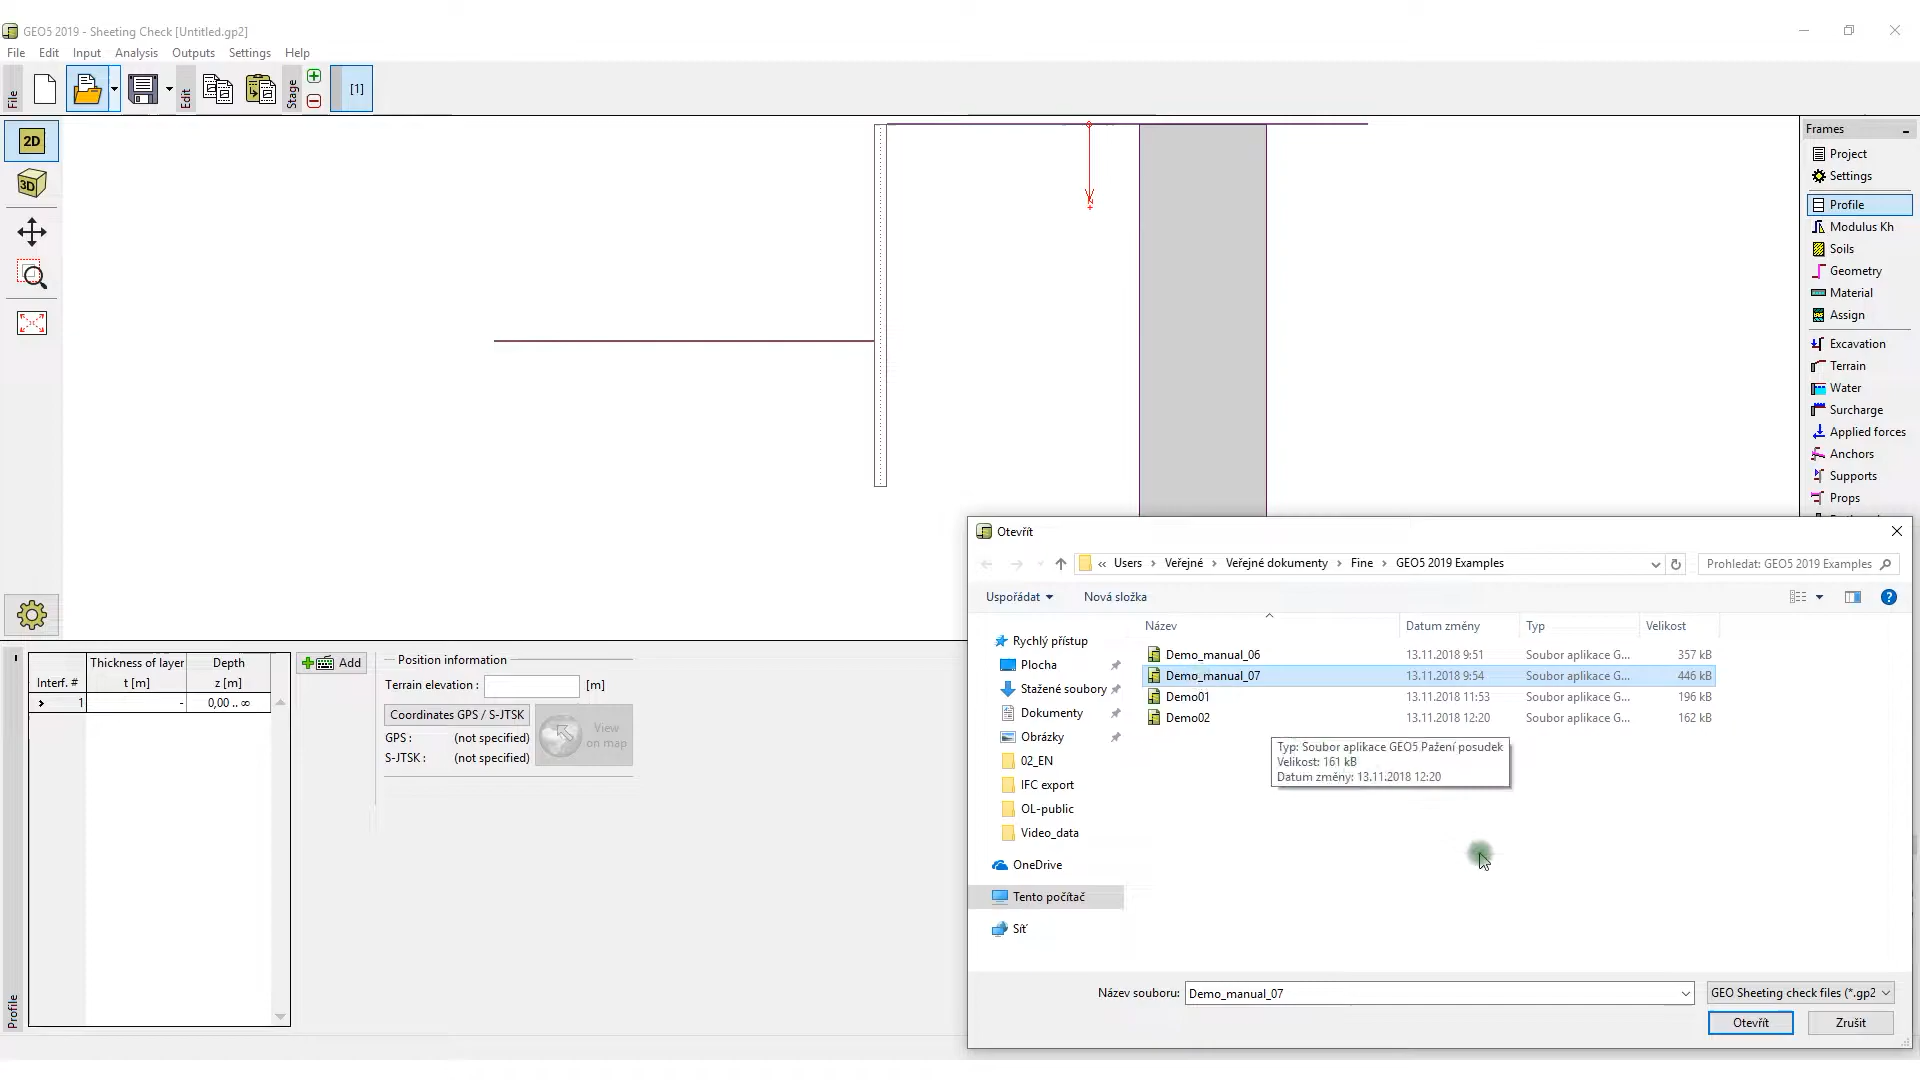 GEO5 2019 - Sheeting Check [Untitled.gp2]
File Edit Input Analysis Outputs Settings Help
File
Edit
Stage
[1]
2D
3D
Frames
Project
Settings
Profile
Modulus Kh
Soils
Geometry
Material
Assign
Excavation
Terrain
Water
Surcharge
Applied forces
Anchors
Supports
Props
Interf. #
Thickness of layer
t [m]
Depth
z [m]
1 - 0,00 .. ∞
Add
Position information
Terrain elevation : [m]
Coordinates GPS / S-JTSK
GPS : (not specified)
S-JTSK : (not specified)
View
on map
Profile
Otevřít
« Users › Veřejné › Veřejné dokumenty › Fine › GEO5 2019 Examples
Prohledat: GEO5 2019 Examples
Uspořádat Nová složka
Rychlý přístup
Plocha
Stažené soubory
Dokumenty
Obrázky
02_EN
IFC export
OL-public
Video_data
OneDrive
Tento počítač
Síť
Název Datum změny Typ Velikost
Demo_manual_06 13.11.2018 9:51 Soubor aplikace G... 357 kB
Demo_manual_07 13.11.2018 9:54 Soubor aplikace G... 446 kB
Demo01 13.11.2018 11:53 Soubor aplikace G... 196 kB
Demo02 13.11.2018 12:20 Soubor aplikace G... 162 kB
Typ: Soubor aplikace GEO5 Pažení posudek
Velikost: 161 kB
Datum změny: 13.11.2018 12:20
Název souboru: Demo_manual_07
GEO Sheeting check files (*.gp2
Otevřít Zrušit